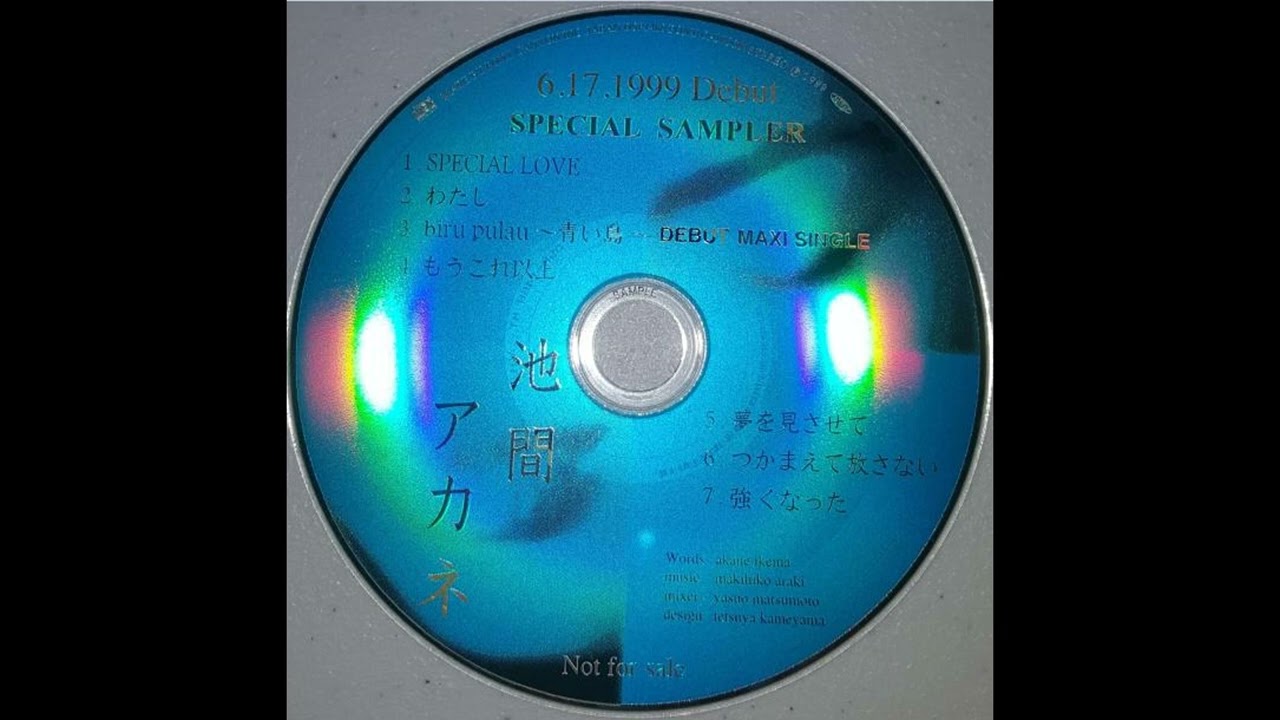 6.17.1999 Debut
SPECIAL SAMPLER
1 SPECIAL LOVE
2 わたし
3 biru pulau ～青い島～ DEBUT MAXI SINGLE
4 もうこれ以上
SAMPLE
池間
アカネ
5 夢を見させて
6 つかまえて放さない
7 強くなった
Words akane ikema
music makihiko araki
mixer yasuo matsumoto
design tetsuya kameyama
Not for sale